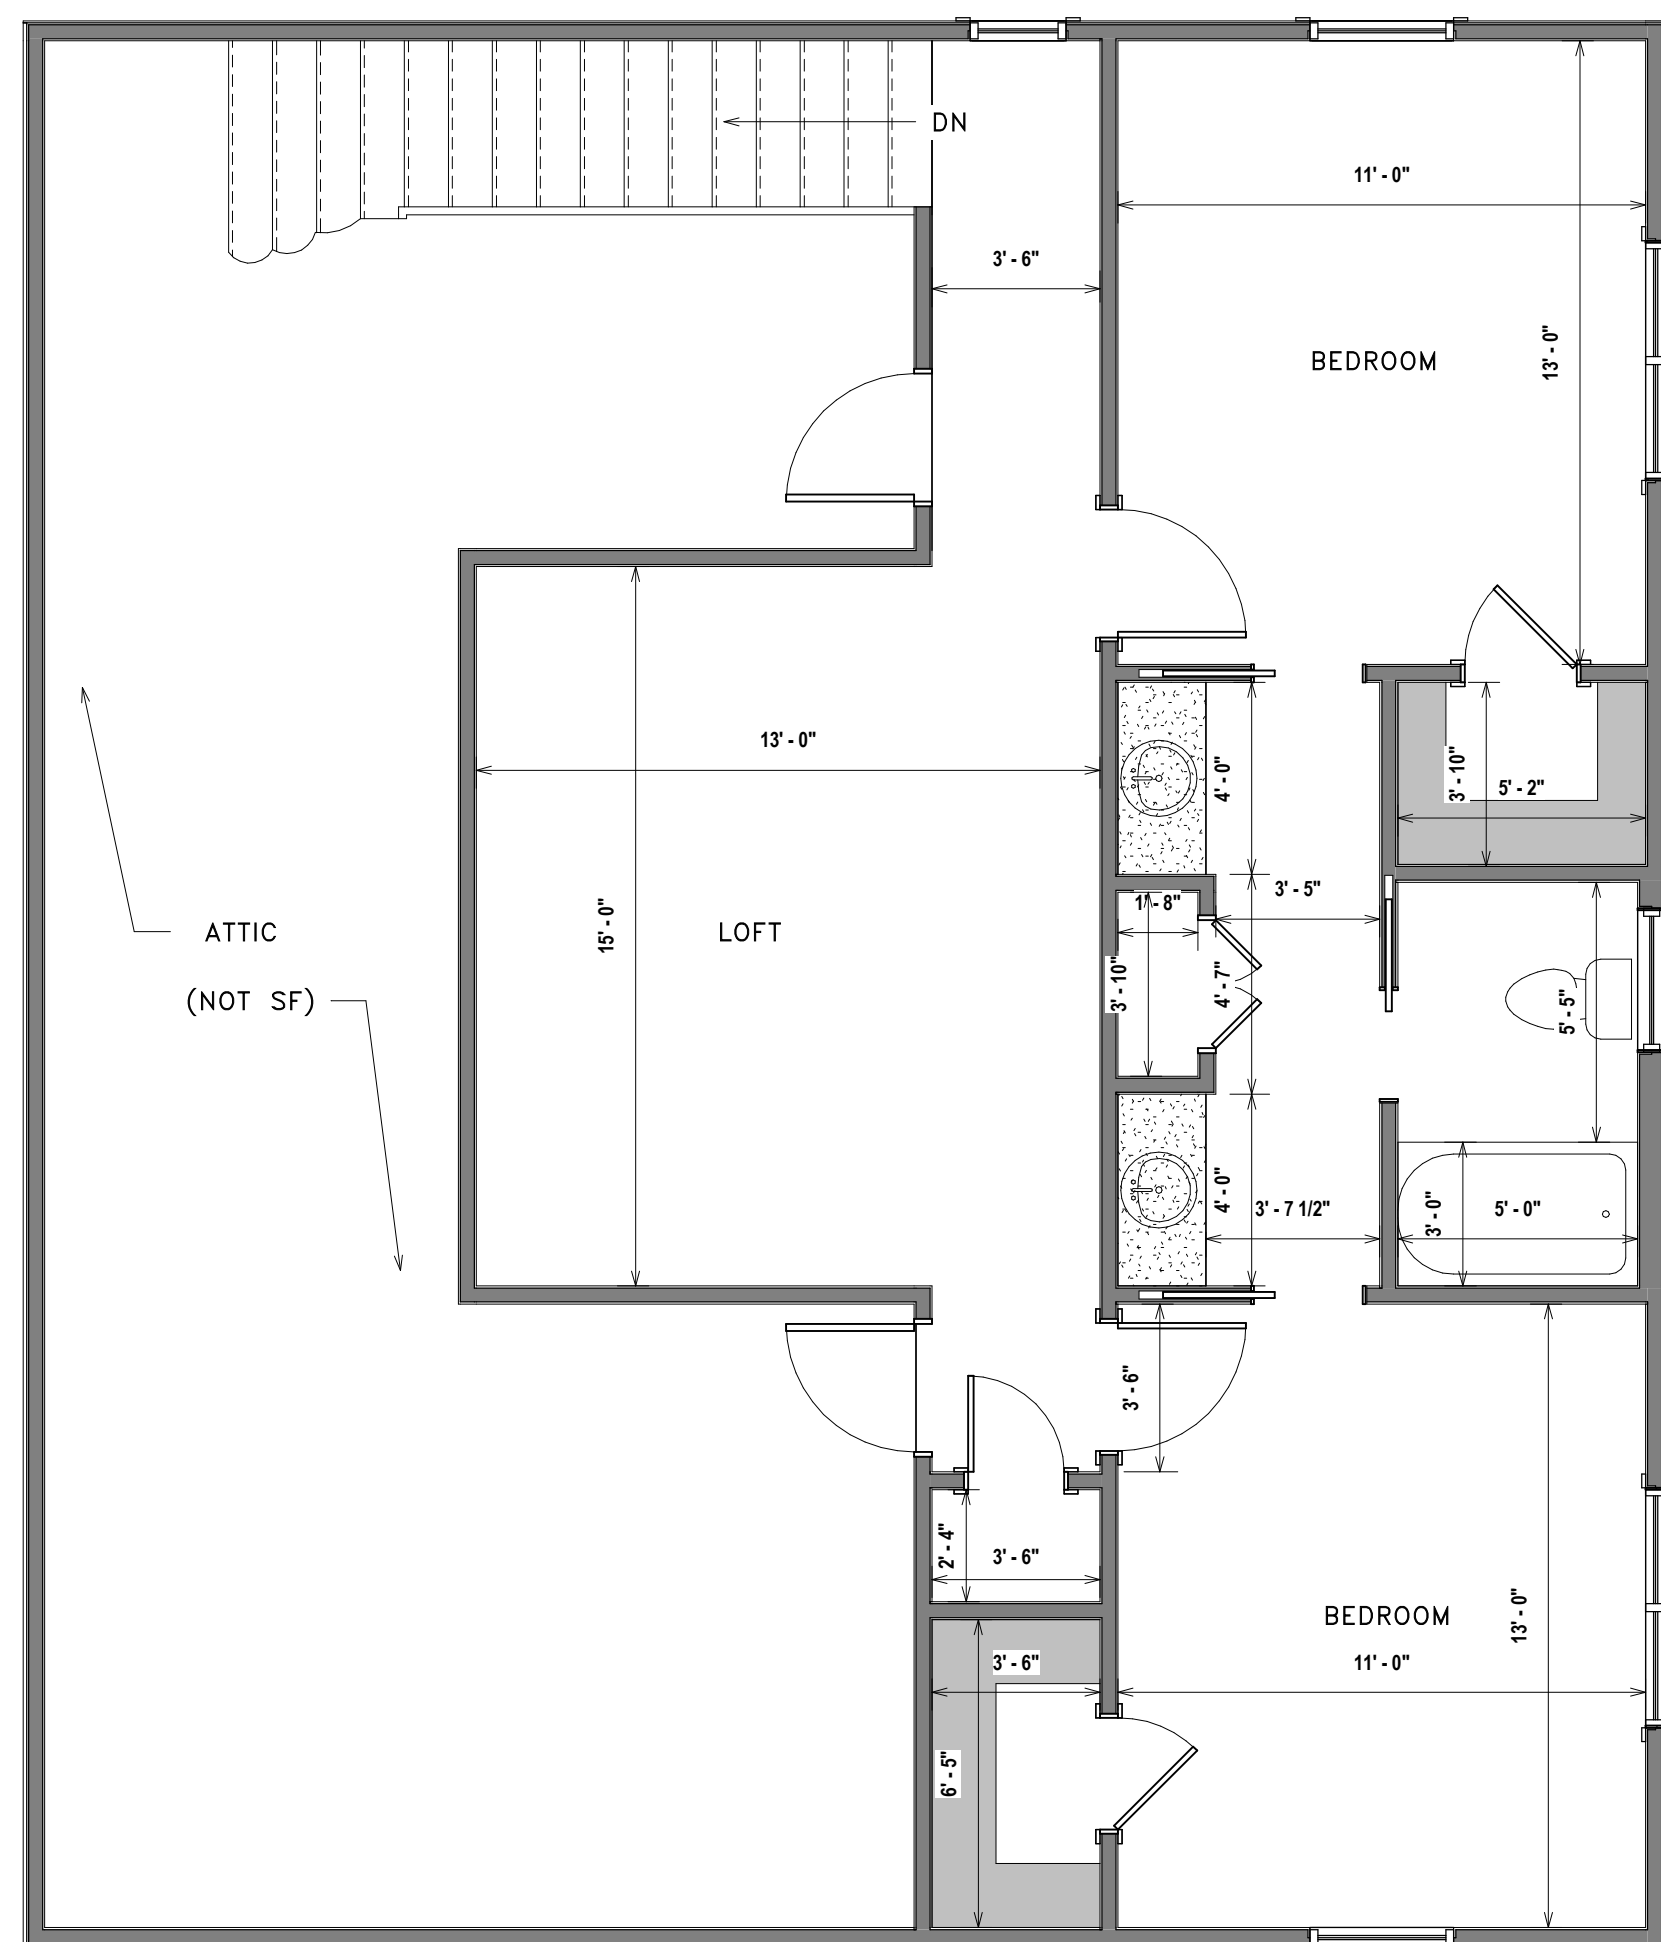 DN
11' - 0"
3' - 6"
13' - 0"
BEDROOM
13' - 0"
4' - 0"
3' - 10"
5' - 2"
3' - 5"
1' - 8"
15' - 0"
LOFT
ATTIC
(NOT SF)
3' - 10"
4' - 7"
5' - 5"
4' - 0"
3' - 7 1/2"
3' - 0"
5' - 0"
3' - 6"
2' - 4"
3' - 6"
BEDROOM
13' - 0"
3' - 6"
11' - 0"
6' - 5"